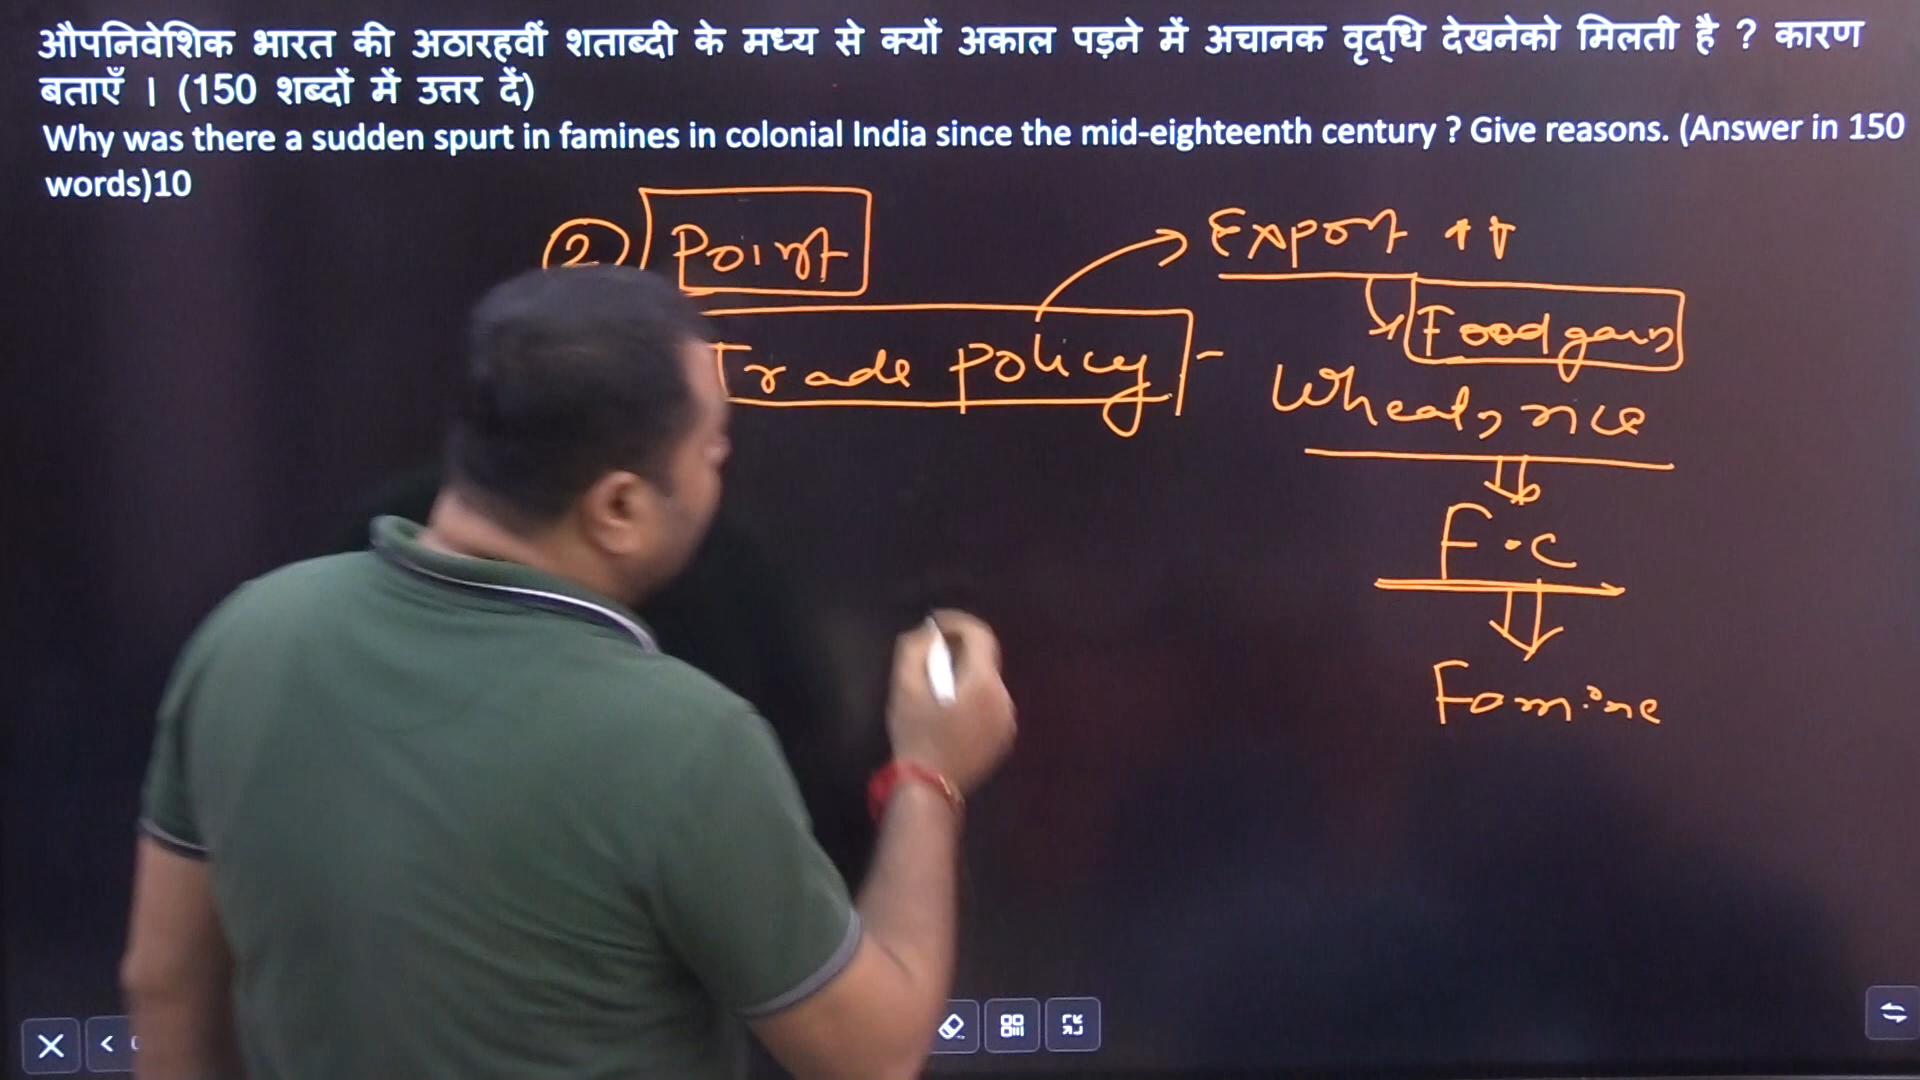 औपनिवेशिक भारत की अठारहवीं शताब्दी के मध्य से क्यों अकाल पड़ने में अचानक वृद्धि देखनेको मिलती है ? कारण
बताएँ । (150 शब्दों में उत्तर दें)
Why was there a sudden spurt in famines in colonial India since the mid-eighteenth century ? Give reasons. (Answer in 150
words)10
2 Point
Export ↑↑
Trade policy -
Food gains
Wheat, rice
F.C
Famine